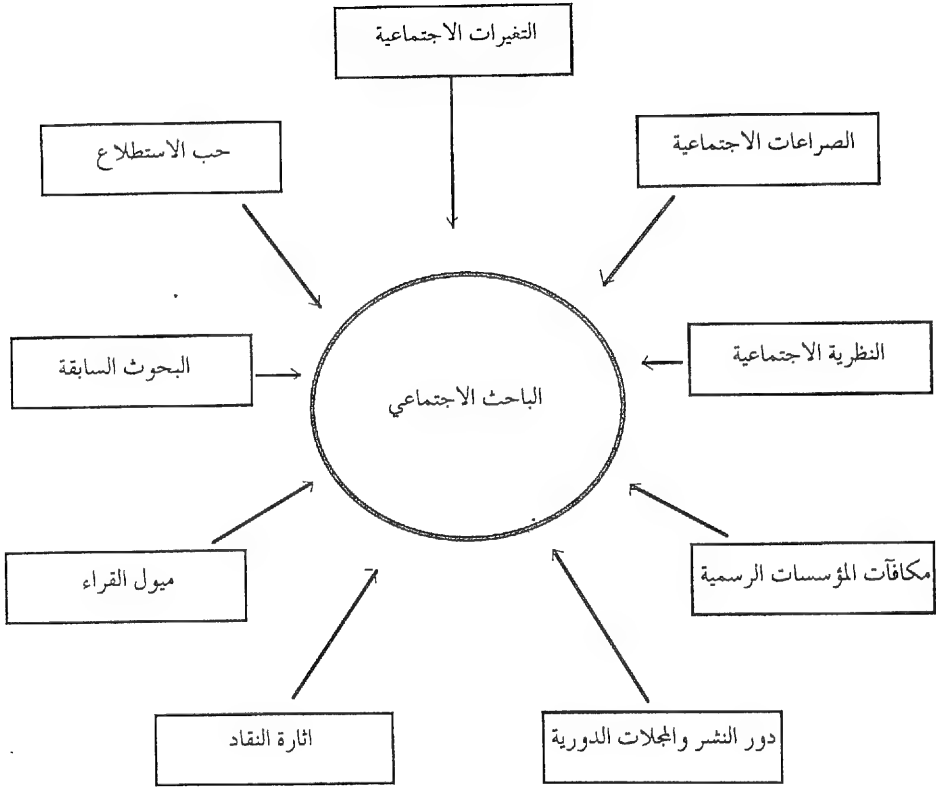 التغيرات الاجتماعية
الصراعات الاجتماعية
حب الاستطلاع
النظرية الاجتماعية
البحوث السابقة
الباحث الاجتماعي
مكافآت المؤسسات الرسمية
ميول القراء
دور النشر والمجلات الدورية
اثارة النقاد